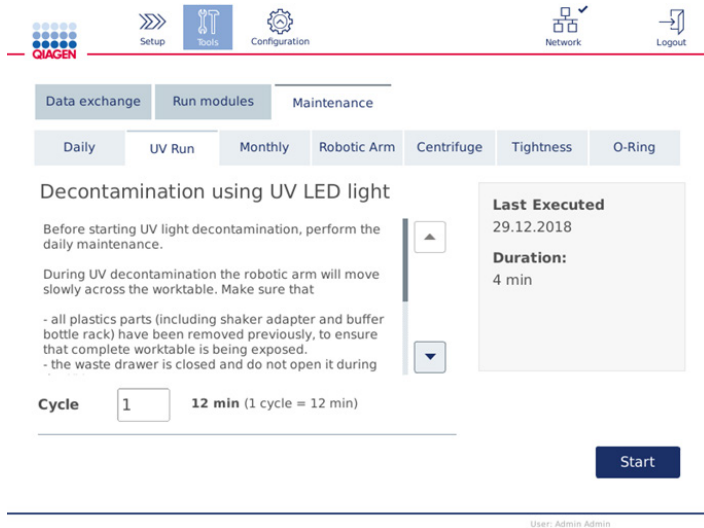 QIAGEN
Setup
Tools
Configuration
Network
Logout
Data exchange
Run modules
Maintenance
Daily
UV Run
Monthly
Robotic Arm
Centrifuge
Tightness
O-Ring
Decontamination using UV LED light
Before starting UV light decontamination, perform the
daily maintenance.
During UV decontamination the robotic arm will move
slowly across the worktable. Make sure that
- all plastics parts (including shaker adapter and buffer
bottle rack) have been removed previously, to ensure
that complete worktable is being exposed.
- the waste drawer is closed and do not open it during
Last Executed
29.12.2018
Duration:
4 min
Cycle
1
12 min (1 cycle = 12 min)
Start
User: Admin Admin